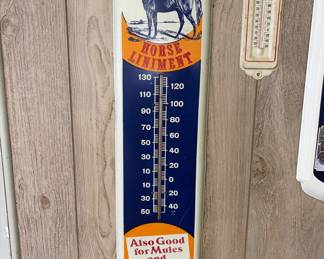 HORSE
LINIMENT
130 120
110 100
90 80
70 60
50 40
30 20
10 0
10 20
30 40
50
Also Good
for Mules
and